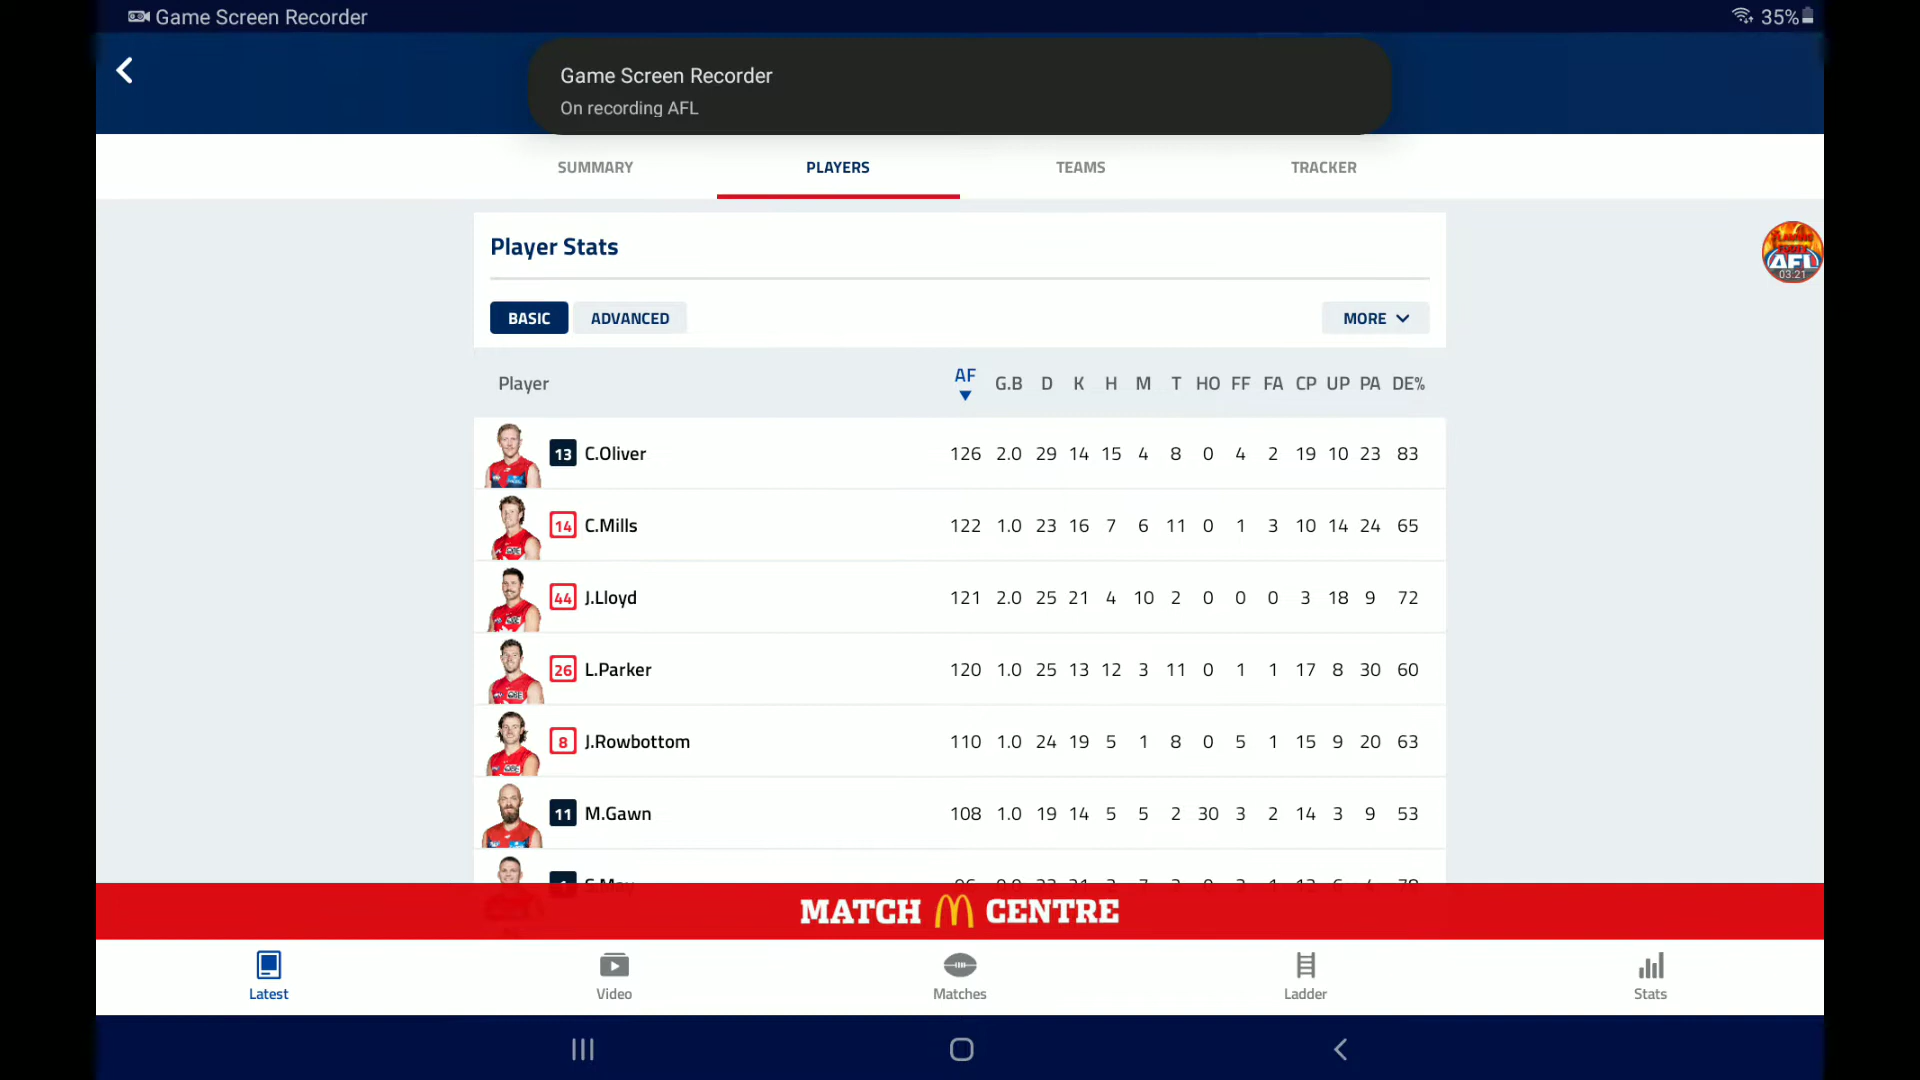 Game Screen Recorder
35%
Game Screen Recorder
On recording AFL
SUMMARY PLAYERS TEAMS TRACKER
AFL
03:21
Player Stats
BASIC ADVANCED MORE
Player AF G.B D K H M T HO FF FA CP UP PA DE%
13 C.Oliver 126 2.0 29 14 15 4 8 0 4 2 19 10 23 83
14 C.Mills 122 1.0 23 16 7 6 11 0 1 3 10 14 24 65
44 J.Lloyd 121 2.0 25 21 4 10 2 0 0 0 3 18 9 72
26 L.Parker 120 1.0 25 13 12 3 11 0 1 1 17 8 30 60
8 J.Rowbottom 110 1.0 24 19 5 1 8 0 5 1 15 9 20 63
11 M.Gawn 108 1.0 19 14 5 5 2 30 3 2 14 3 9 53
S.May
MATCH CENTRE
Latest Video Matches Ladder Stats